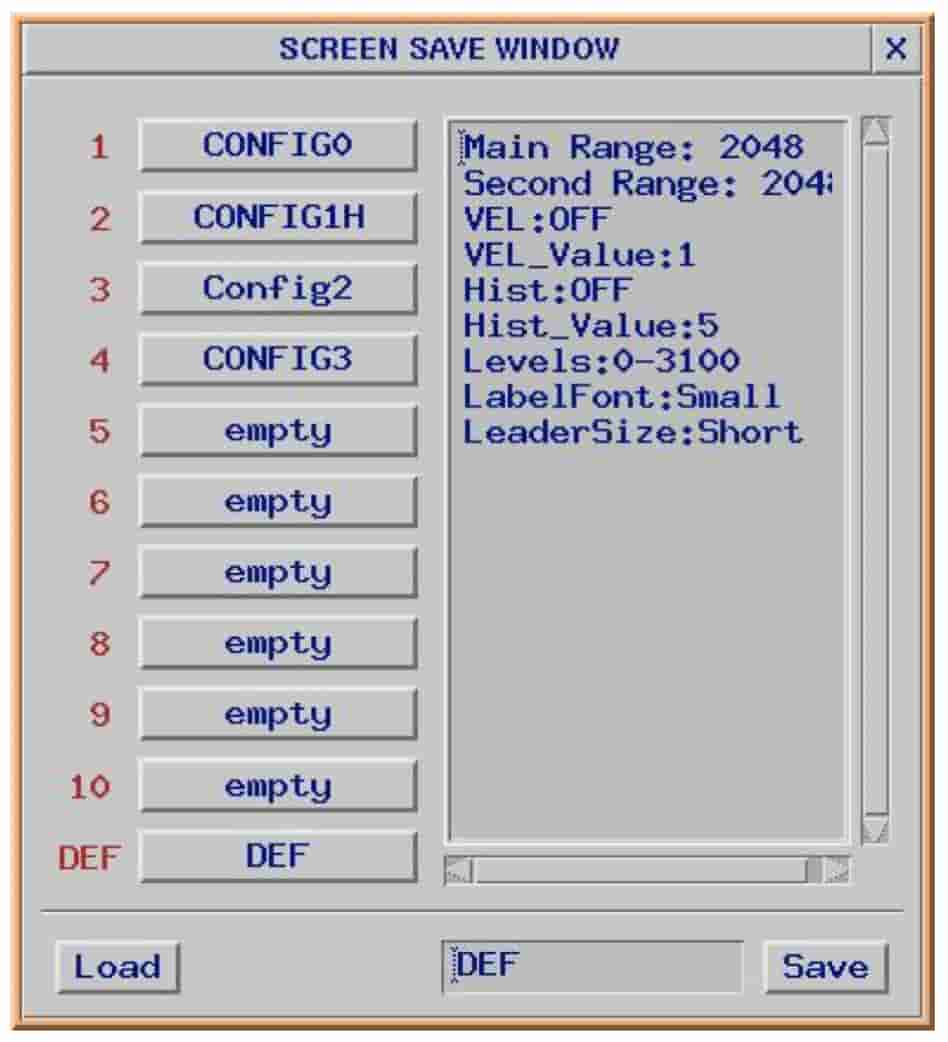 SCREEN SAVE WINDOW X
1 CONFIG0
2 CONFIG1H
3 Config2
4 CONFIG3
5 empty
6 empty
7 empty
8 empty
9 empty
10 empty
DEF DEF
Main Range: 2048
Second Range: 204
VEL:OFF
VEL_Value:1
Hist:OFF
Hist_Value:5
Levels:0-3100
LabelFont:Small
LeaderSize:Short
Load DEF Save